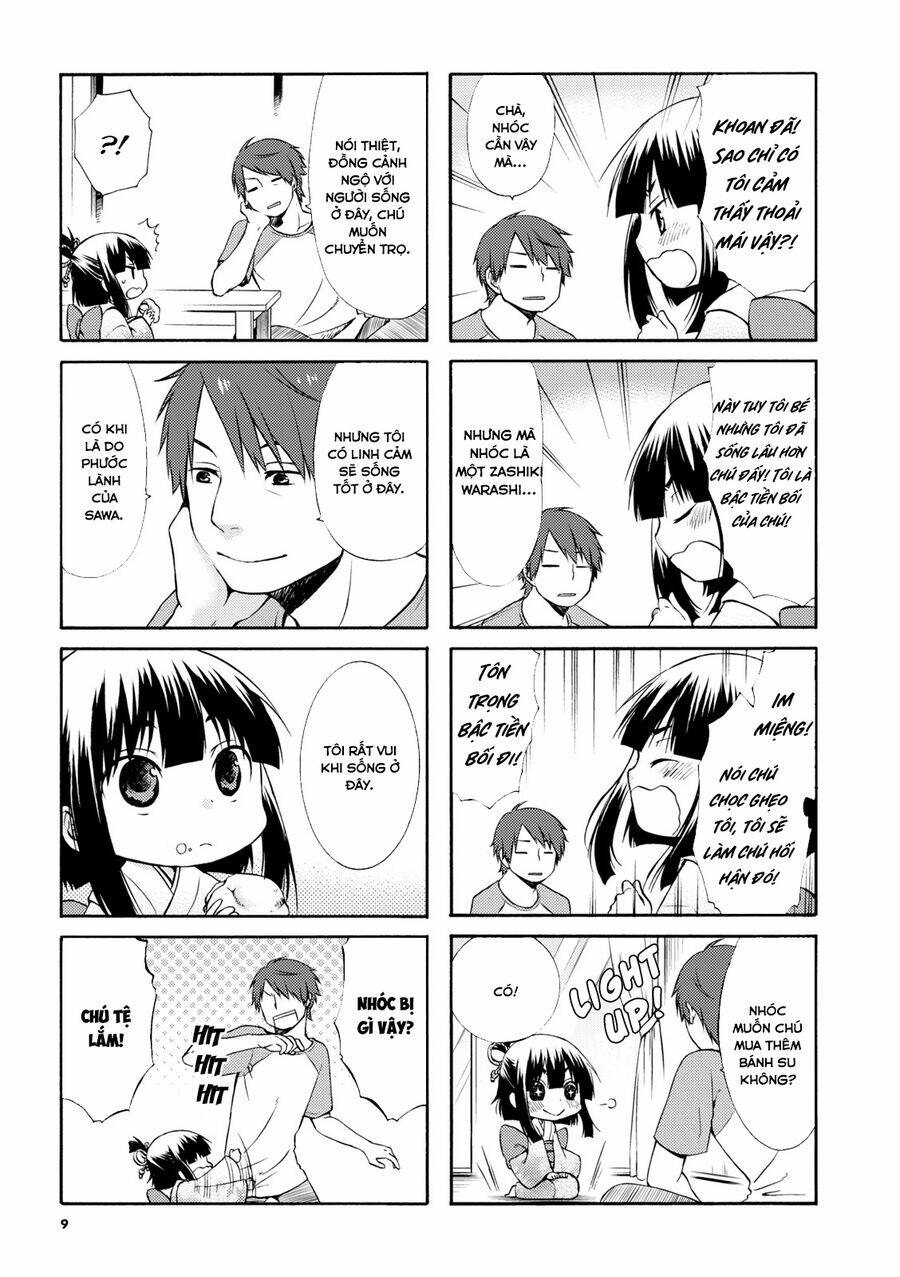 KHOAN ĐÃ!
SAO CHỈ CÓ
TÔI CẢM
THẤY THOẢI
MÁI VẬY?!
CHÀ,
NHÓC
CẦN VẬY
MÀ...
NÀY TUY TÔI BÉ
NHƯNG TÔI ĐÃ
SỐNG LÂU HƠN
CHÚ ĐẤY! TÔI LÀ
BẬC TIỀN BỐI
CỦA CHÚ!
NHƯNG MÀ
NHÓC LÀ
MỘT ZASHIKI
WARASHI...
IM
MIỆNG!
NÓI CHÚ
CHỌC GHẸO
TÔI, TÔI SẼ
LÀM CHÚ HỐI
HẬN ĐÓ!
TÔN
TRỌNG
BẬC TIỀN
BỐI ĐI!
NHÓC
MUỐN CHÚ
MUA THÊM
BÁNH SU
KHÔNG?
LIGHT
UP!
CÓ!
NÓI THIỆT,
ĐỒNG CẢNH
NGỘ VỚI
NGƯỜI SỐNG
Ở ĐÂY, CHÚ
MUỐN
CHUYỂN TRỌ.
?!
NHƯNG TÔI
CÓ LINH CẢM
SẼ SỐNG
TỐT Ở ĐÂY.
CÓ KHI
LÀ DO
PHƯỚC
LÀNH
CỦA
SAWA.
TÔI RẤT VUI
KHI SỐNG Ở
ĐÂY.
NHÓC BỊ
GÌ VẬY?
HIT
HIT
HIT
CHÚ TỆ
LẮM!
9